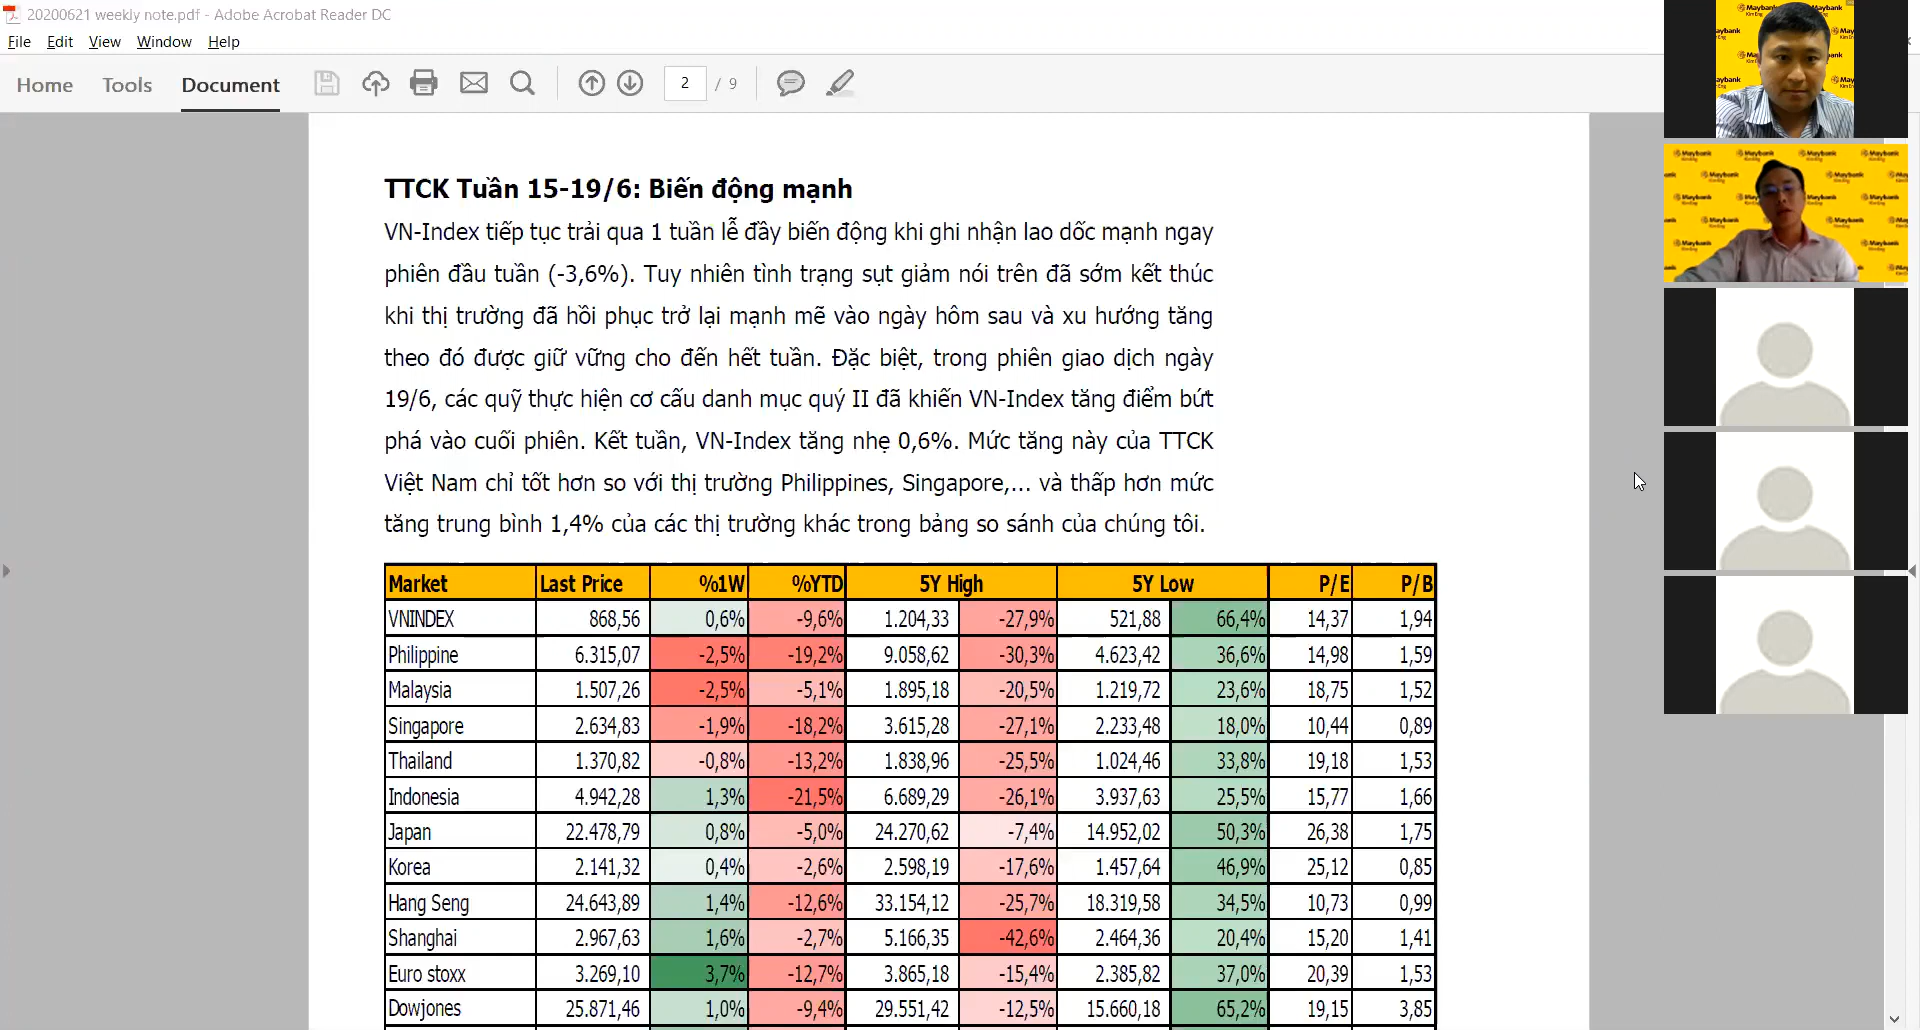 20200621 weekly note.pdf - Adobe Acrobat Reader DC
File Edit View Window Help
Home Tools Document 2 / 9
TTCK Tuần 15-19/6: Biến động mạnh
VN-Index tiếp tục trải qua 1 tuần lễ đầy biến động khi ghi nhận lao dốc mạnh ngay
phiên đầu tuần (-3,6%). Tuy nhiên tình trạng sụt giảm nói trên đã sớm kết thúc
khi thị trường đã hồi phục trở lại mạnh mẽ vào ngày hôm sau và xu hướng tăng
theo đó được giữ vững cho đến hết tuần. Đặc biệt, trong phiên giao dịch ngày
19/6, các quỹ thực hiện cơ cấu danh mục quý II đã khiến VN-Index tăng điểm bứt
phá vào cuối phiên. Kết tuần, VN-Index tăng nhẹ 0,6%. Mức tăng này của TTCK
Việt Nam chỉ tốt hơn so với thị trường Philippines, Singapore,... và thấp hơn mức
tăng trung bình 1,4% của các thị trường khác trong bảng so sánh của chúng tôi.
Market Last Price %1W %YTD 5Y High 5Y Low P/E P/B
VNINDEX 868,56 0,6% -9,6% 1.204,33 -27,9% 521,88 66,4% 14,37 1,94
Philippine 6.315,07 -2,5% -19,2% 9.058,62 -30,3% 4.623,42 36,6% 14,98 1,59
Malaysia 1.507,26 -2,5% -5,1% 1.895,18 -20,5% 1.219,72 23,6% 18,75 1,52
Singapore 2.634,83 -1,9% -18,2% 3.615,28 -27,1% 2.233,48 18,0% 10,44 0,89
Thailand 1.370,82 -0,8% -13,2% 1.838,96 -25,5% 1.024,46 33,8% 19,18 1,53
Indonesia 4.942,28 1,3% -21,5% 6.689,29 -26,1% 3.937,63 25,5% 15,77 1,66
Japan 22.478,79 0,8% -5,0% 24.270,62 -7,4% 14.952,02 50,3% 26,38 1,75
Korea 2.141,32 0,4% -2,6% 2.598,19 -17,6% 1.457,64 46,9% 25,12 0,85
Hang Seng 24.643,89 1,4% -12,6% 33.154,12 -25,7% 18.319,58 34,5% 10,73 0,99
Shanghai 2.967,63 1,6% -2,7% 5.166,35 -42,6% 2.464,36 20,4% 15,20 1,41
Euro stoxx 3.269,10 3,7% -12,7% 3.865,18 -15,4% 2.385,82 37,0% 20,39 1,53
Dowjones 25.871,46 1,0% -9,4% 29.551,42 -12,5% 15.660,18 65,2% 19,15 3,85
Maybank
Kim Eng
Maybank Maybank Maybank Maybank